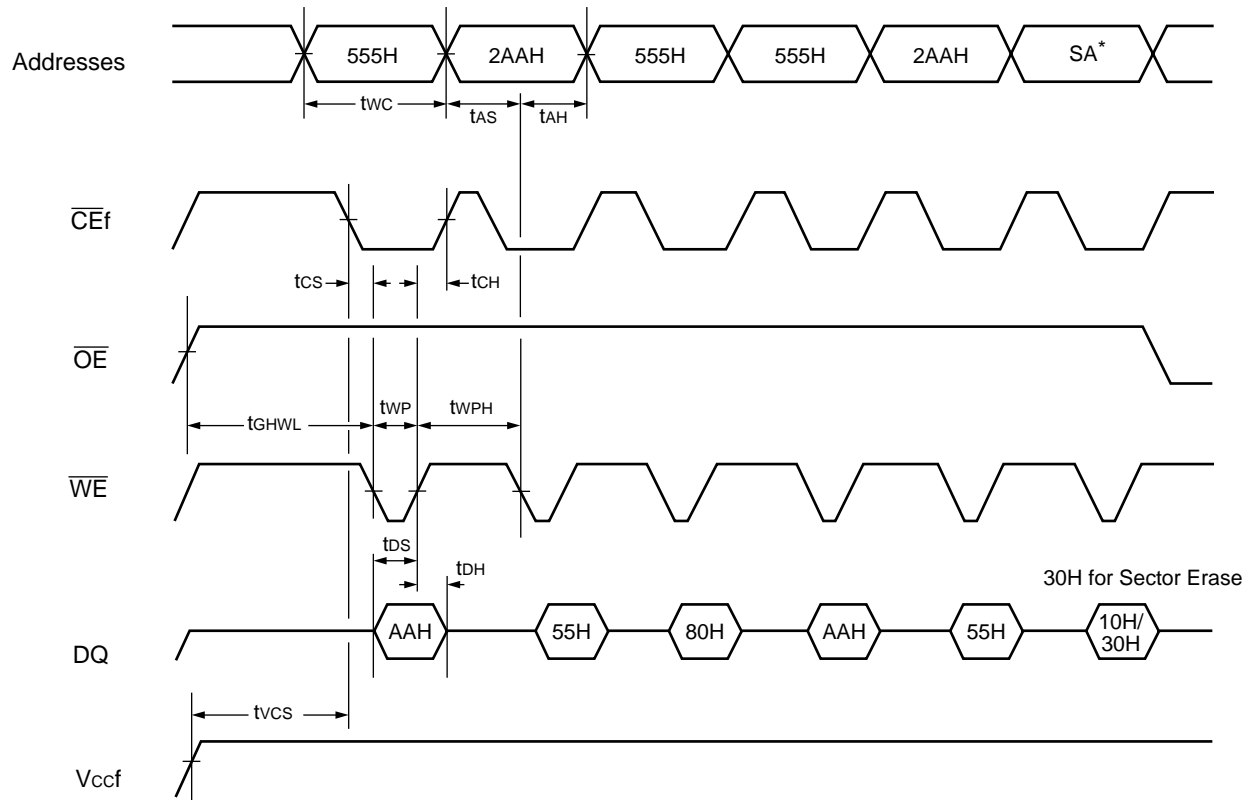 Addresses
555H 2AAH 555H 555H 2AAH SA*
tWC tAS tAH
CEf
tCS tCH
OE
tGHWL tWP tWPH
WE
tDS
tDH
30H for Sector Erase
DQ
AAH 55H 80H AAH 55H 10H/
30H
tVCS
VCCf